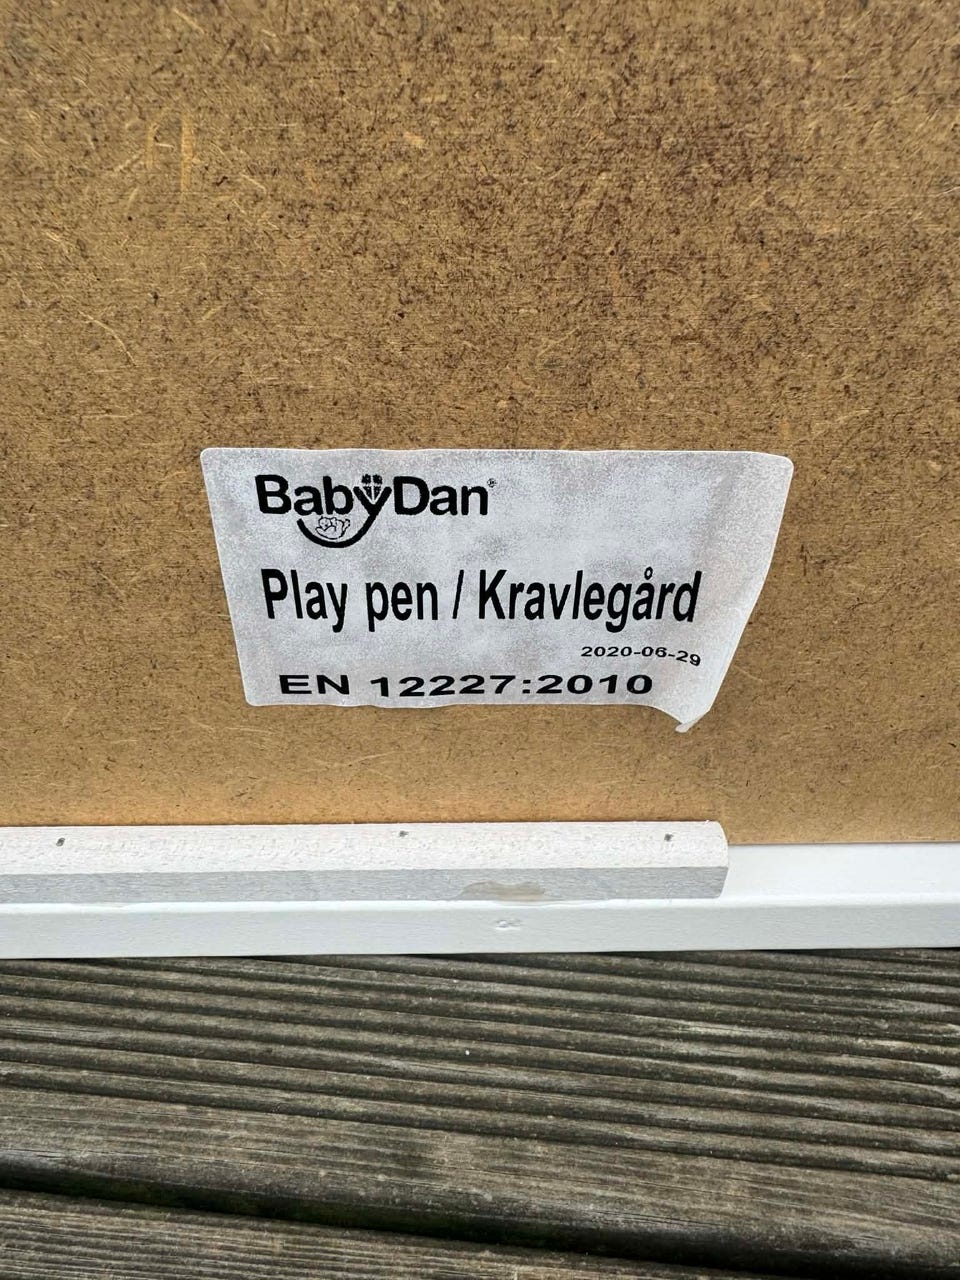 BabyDan®
Play pen / Kravlegård
2020-06-29
EN 12227:2010